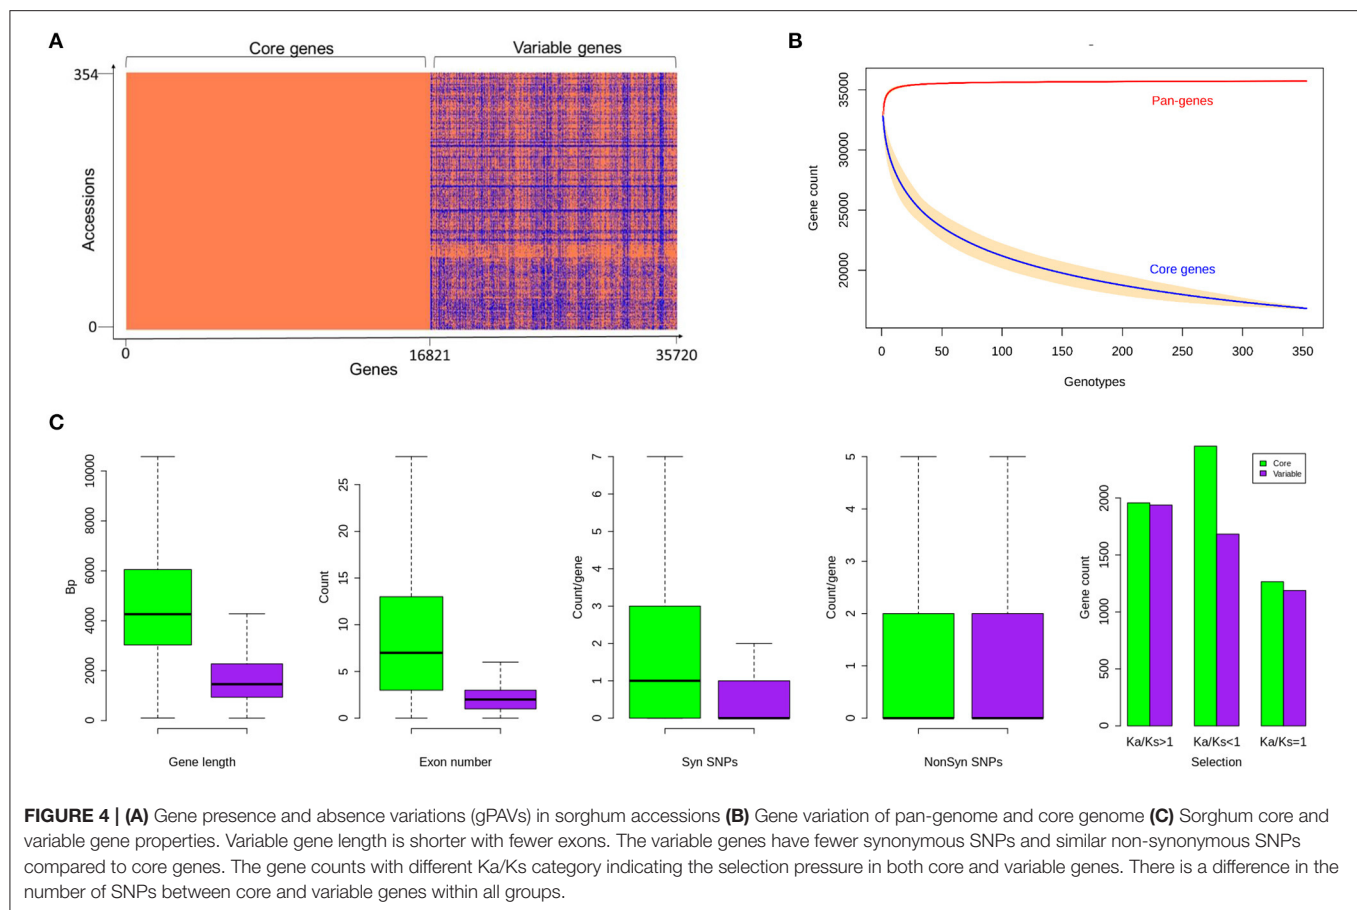 (A)
Core genes
Variable genes
354
Accessions
0
0
16821
35720
Genes
(B)
-
35000
30000
25000
20000
Gene count
Pan-genes
Core genes
0
50
100
150
200
250
300
350
Genotypes
(C)
10000
8000
6000
4000
2000
0
Bp
Gene length
25
20
15
10
5
0
Count
Exon number
7
6
5
4
3
2
1
0
Count/gene
Syn SNPs
5
4
3
2
1
0
Count/gene
NonSyn SNPs
2000
1500
1000
500
0
Gene count
Core
Variable
Ka/Ks>1
Ka/Ks<1
Ka/Ks=1
Selection
FIGURE 4 | (A) Gene presence and absence variations (gPAVs) in sorghum accessions (B) Gene variation of pan-genome and core genome (C) Sorghum core and
variable gene properties. Variable gene length is shorter with fewer exons. The variable genes have fewer synonymous SNPs and similar non-synonymous SNPs
compared to core genes. The gene counts with different Ka/Ks category indicating the selection pressure in both core and variable genes. There is a difference in the
number of SNPs between core and variable genes within all groups.